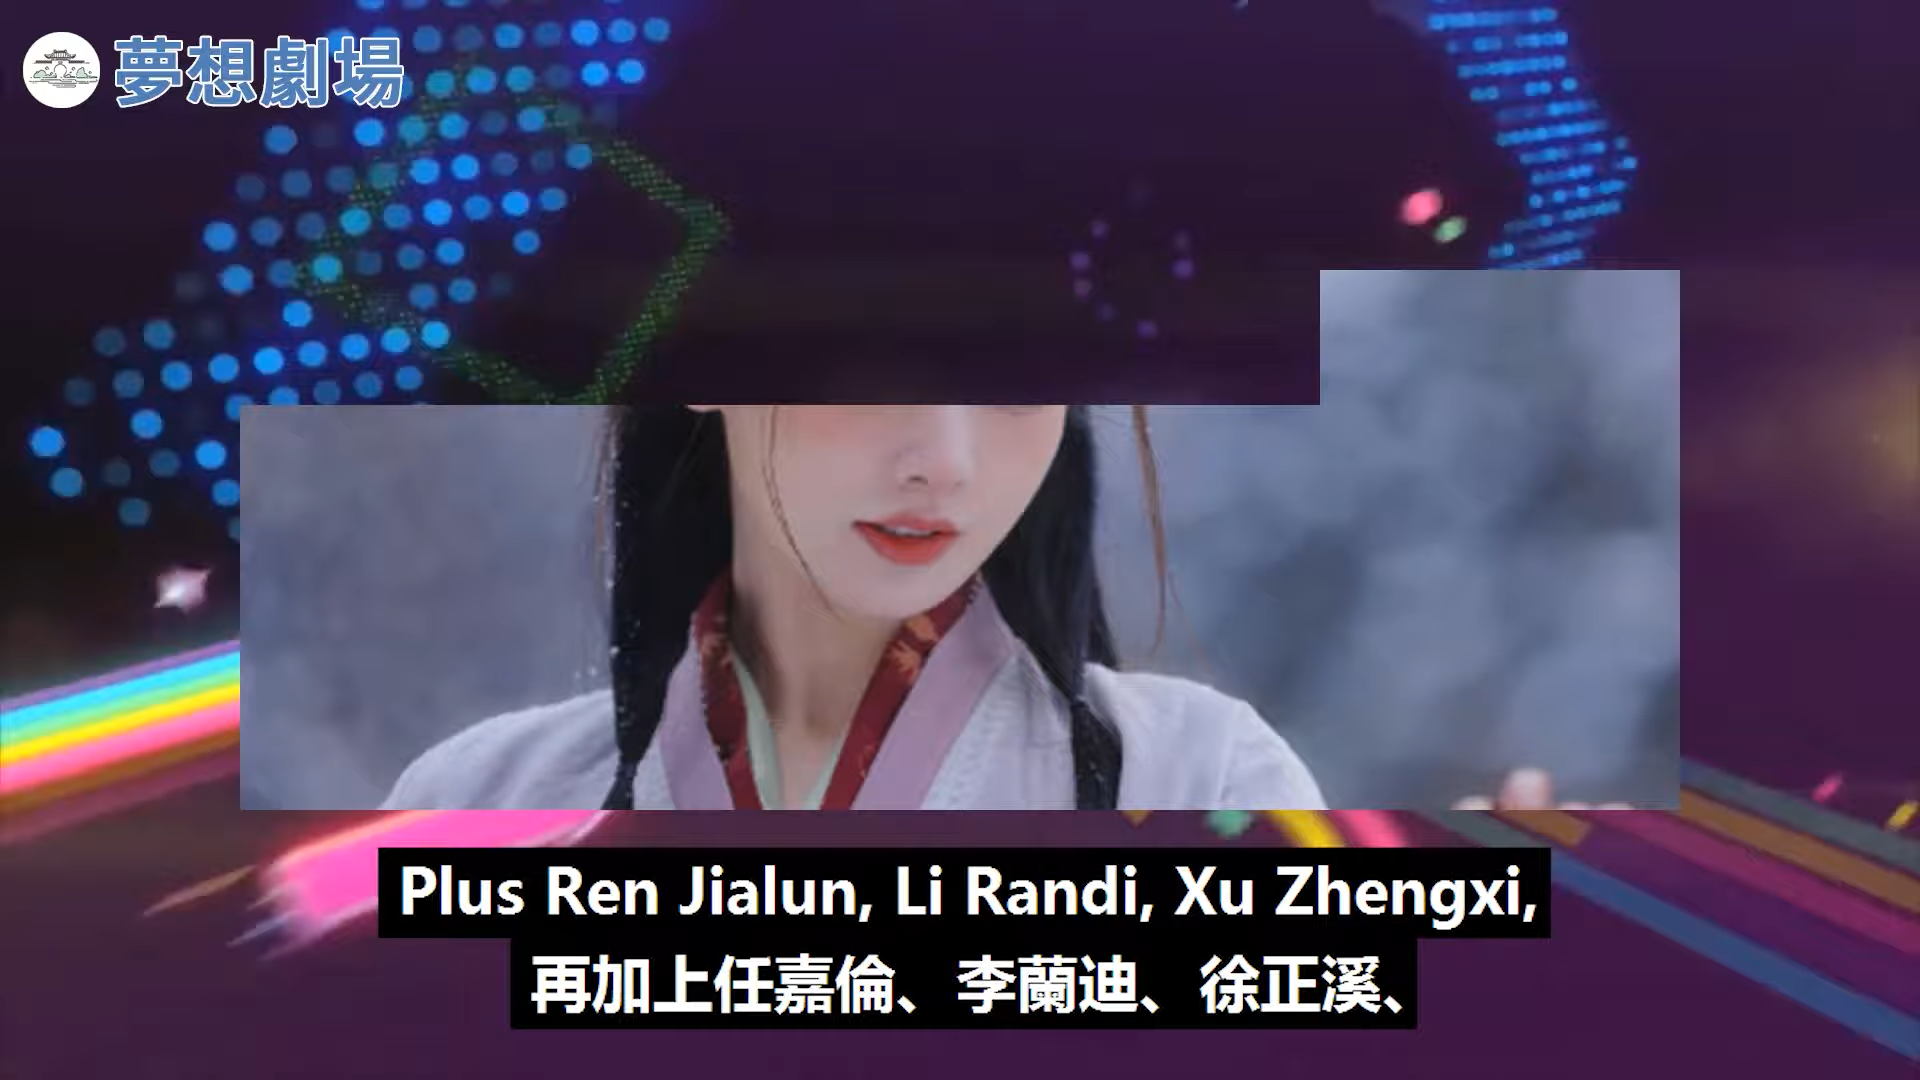 夢想劇場
Plus Ren Jialun, Li Randi, Xu Zhengxi,
再加上任嘉倫、李蘭迪、徐正溪、